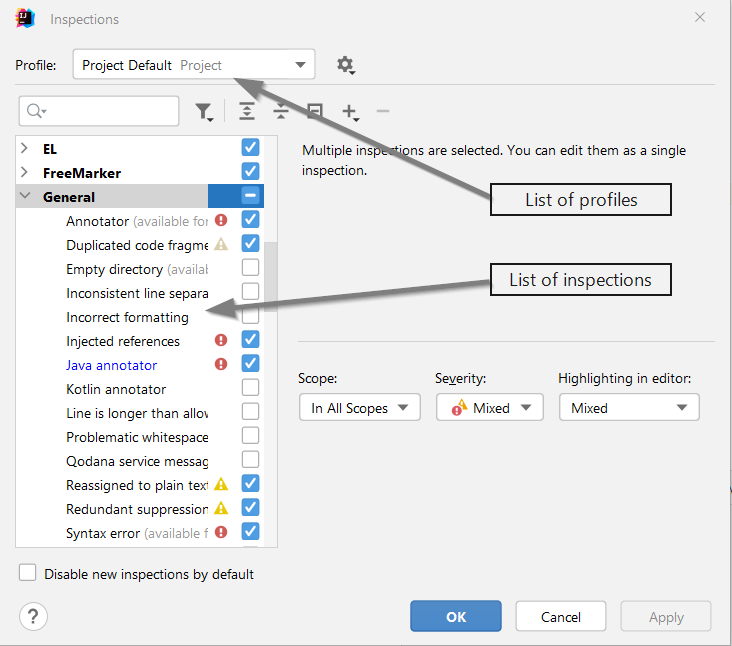 Inspections
Profile: Project Default Project
EL
FreeMarker
General
Annotator (available for
Duplicated code fragme
Empty directory (availab
Inconsistent line separa
Incorrect formatting
Injected references
Java annotator
Kotlin annotator
Line is longer than allov
Problematic whitespace
Qodana service messag
Reassigned to plain text
Redundant suppression
Syntax error (available f
Disable new inspections by default
Multiple inspections are selected. You can edit them as a single
inspection.
List of profiles
List of inspections
Scope: Severity: Highlighting in editor:
In All Scopes Mixed Mixed
? OK Cancel Apply